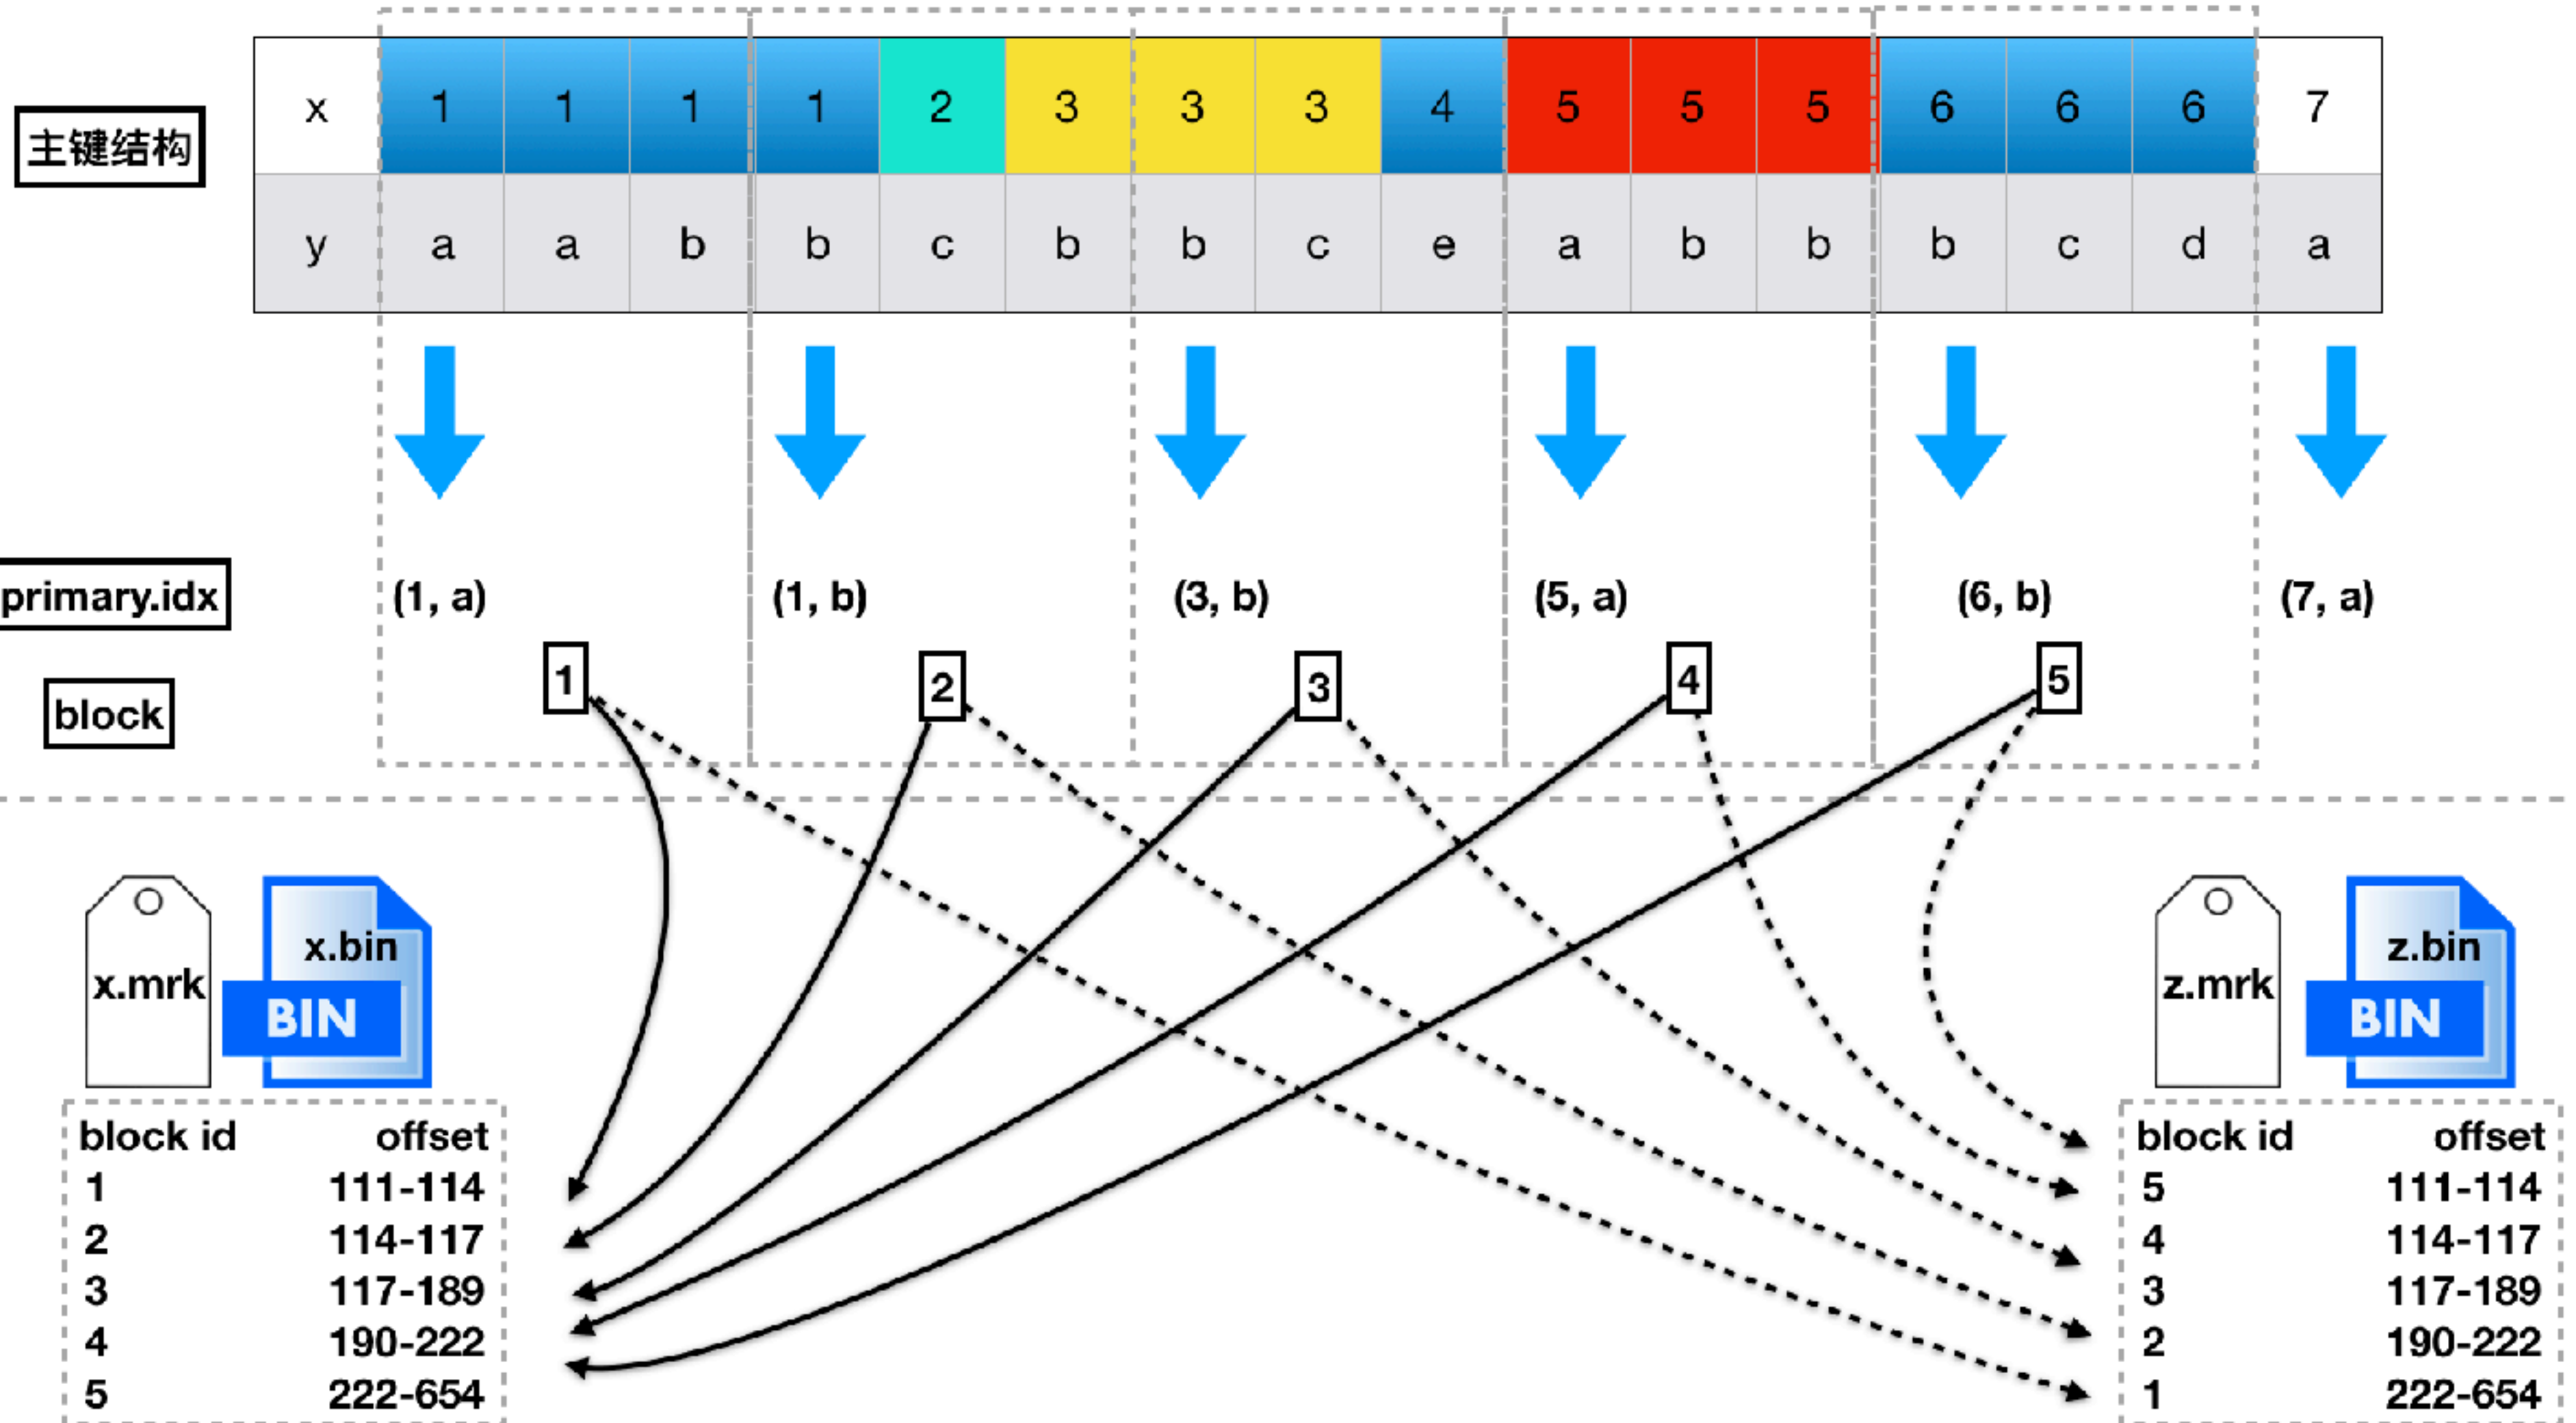 x 1 1 1 1 2 3 3 3 4 5 5 5 6 6 6 7
主键结构
y a a b b c b b c e a b b b c d a
primary.idx (1, a) (1, b) (3, b) (5, a) (6, b) (7, a)
1 2 3 4 5
block
x.mrk x.bin BIN
z.mrk z.bin BIN
block id offset
1 111-114
2 114-117
3 117-189
4 190-222
5 222-654
block id offset
5 111-114
4 114-117
3 117-189
2 190-222
1 222-654